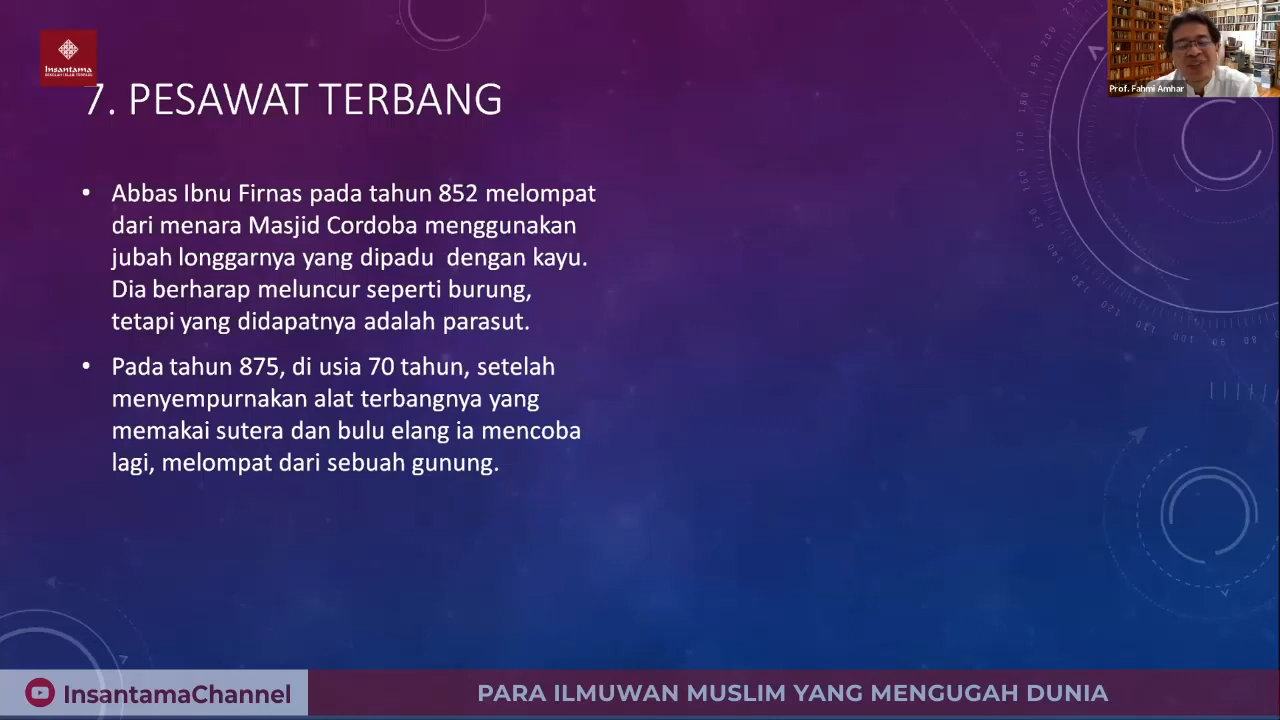 Insantama
SEKOLAH ISLAM TERPADU
Prof. Fahmi Amhar
7. PESAWAT TERBANG
• Abbas Ibnu Firnas pada tahun 852 melompat
dari menara Masjid Cordoba menggunakan
jubah longgarnya yang dipadu dengan kayu.
Dia berharap meluncur seperti burung,
tetapi yang didapatnya adalah parasut.
• Pada tahun 875, di usia 70 tahun, setelah
menyempurnakan alat terbangnya yang
memakai sutera dan bulu elang ia mencoba
lagi, melompat dari sebuah gunung.
InsantamaChannel
PARA ILMUWAN MUSLIM YANG MENGUGAH DUNIA